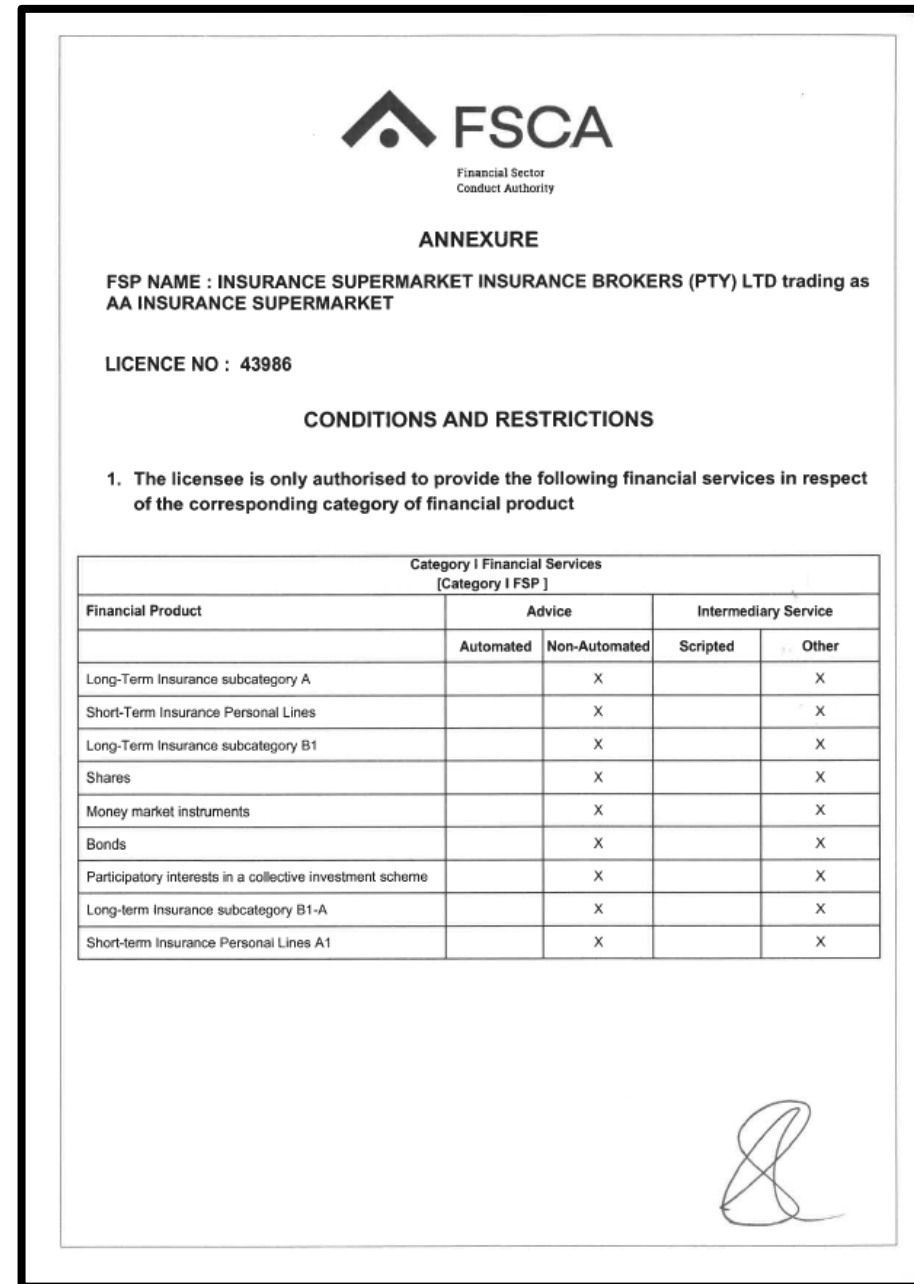 FSCA
Financial Sector
Conduct Authority
ANNEXURE
FSP NAME : INSURANCE SUPERMARKET INSURANCE BROKERS (PTY) LTD trading as
AA INSURANCE SUPERMARKET
LICENCE NO : 43986
CONDITIONS AND RESTRICTIONS
1. The licensee is only authorised to provide the following financial services in respect
of the corresponding category of financial product
Category I Financial Services
[Category I FSP ]
Financial Product Advice Intermediary Service
Automated Non-Automated Scripted Other
Long-Term Insurance subcategory A X X
Short-Term Insurance Personal Lines X X
Long-Term Insurance subcategory B1 X X
Shares X X
Money market instruments X X
Bonds X X
Participatory interests in a collective investment scheme X X
Long-term Insurance subcategory B1-A X X
Short-term Insurance Personal Lines A1 X X